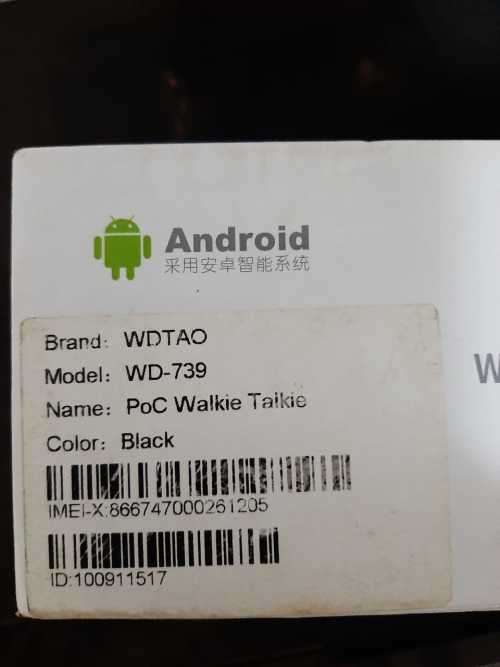 Android
采用安卓智能系统
Brand: WDTAO
Model: WD-739
Name: PoC Walkie Talkie
Color: Black
IMEI-X:866747000261205
ID:100911517
W